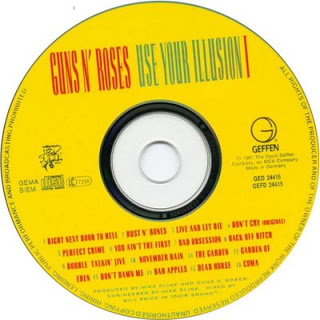 GUNS N' ROSES USE YOUR ILLUSION I
GEFFEN
℗ 1991 The David Geffen
Company, an MCA Company
Made in Germany
GED 24415
GEFD 24415
GEMA
BIEM
RIGHT NEXT DOOR TO HELL DUST N' BONES LIVE AND LET DIE DON'T CRY (ORIGINAL)
PERFECT CRIME YOU AIN'T THE FIRST BAD OBSESSION BACK OFF BITCH
DOUBLE TALKIN' JIVE NOVEMBER RAIN THE GARDEN GARDEN OF
EDEN DON'T DAMN ME BAD APPLES DEAD HORSE COMA
PRODUCED BY MIKE CLINK AND GUNS N' ROSES.
ENGINEERED BY MIKE CLINK, MIXED BY
BILL PRICE
ALL RIGHTS OF THE PRODUCER AND OF THE OWNER OF THE WORK REPRODUCED RESERVED. UNAUTHORISED COPYING, HIRING, LENDING, PUBLIC PERFORMANCE AND BROADCASTING PROHIBITED.